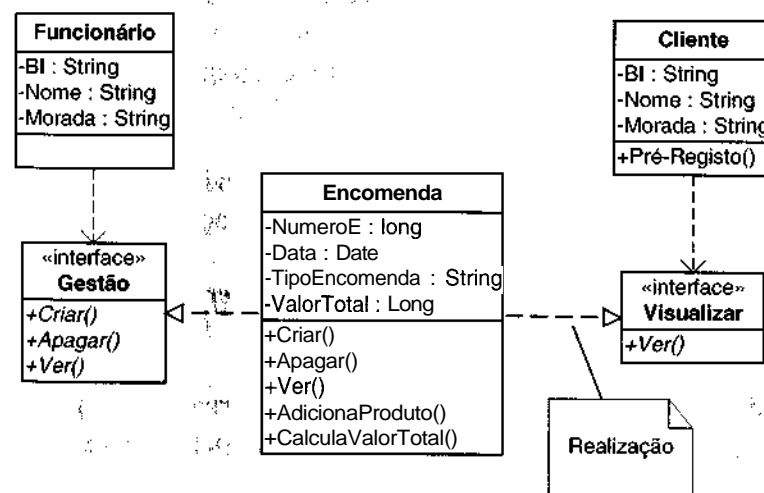 Funcionário
-BI : String
-Nome : String
-Morada : String
Cliente
-BI : String
-Nome : String
-Morada : String
+Pré-Registo()
Encomenda
-NumeroE : long
-Data : Date
-TipoEncomenda : String
-ValorTotal : Long
+Criar()
+Apagar()
+Ver()
+AdicionaProduto()
+CalculaValorTotal()
«interface»
Gestão
+Criar()
+Apagar()
+Ver()
«interface»
Visualizar
+Ver()
Realização